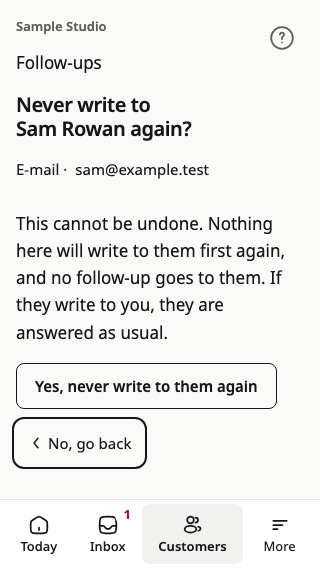 Sample Studio
Follow-ups
Never write to
Sam Rowan again?
E-mail · sam@example.test
This cannot be undone. Nothing
here will write to them first again,
and no follow-up goes to them. If
they write to you, they are
answered as usual.
Yes, never write to them again
No, go back
1
Today
Inbox
Customers
More